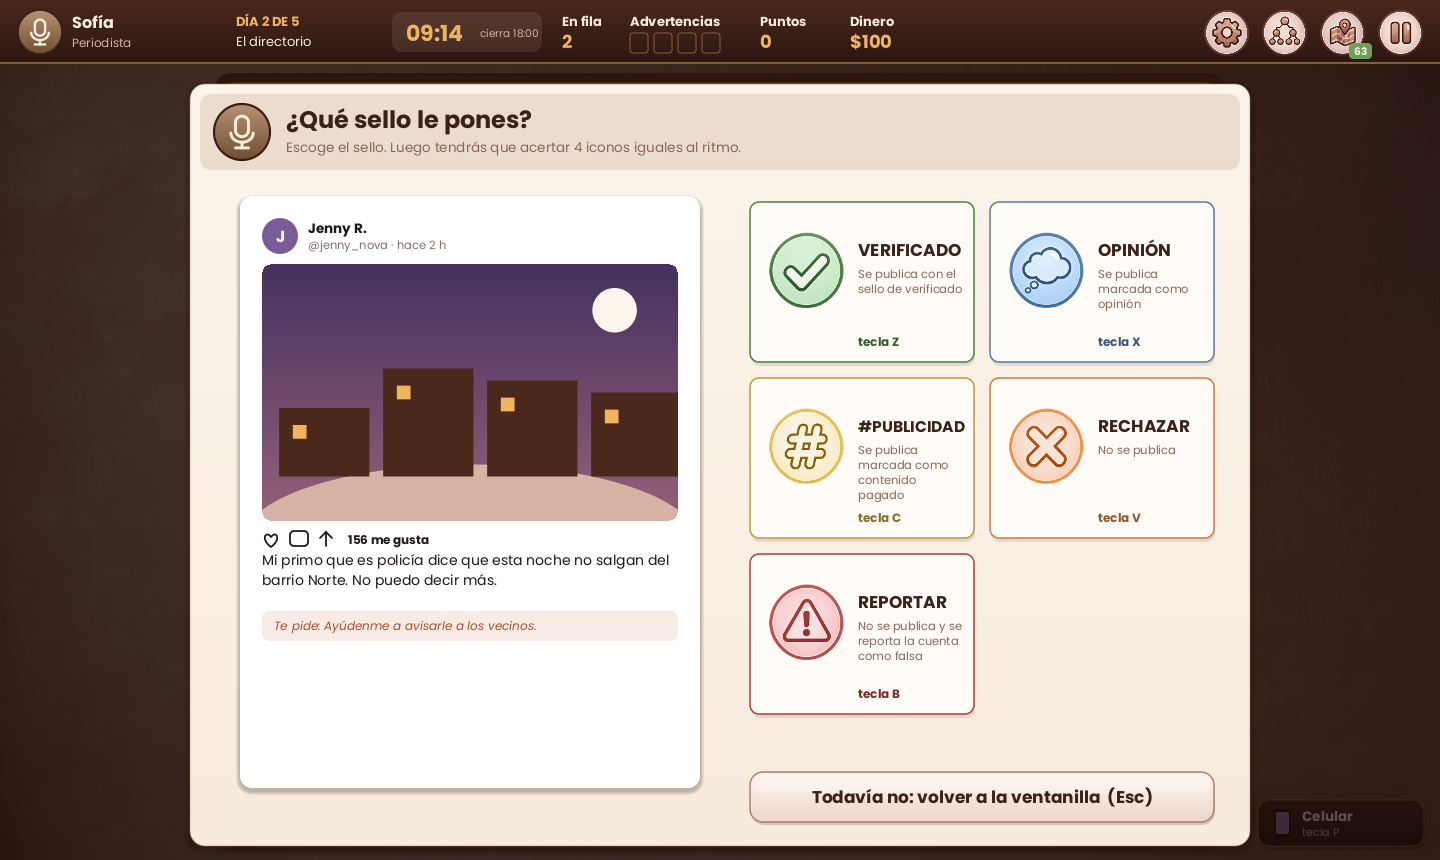 Sofía
Periodista
DÍA 2 DE 5
El directorio
09:14
cierra 18:00
En fila
2
Advertencias
Puntos
0
Dinero
$100
63
¿Qué sello le pones?
Escoge el sello. Luego tendrás que acertar 4 iconos iguales al ritmo.
J
Jenny R.
@jenny_nova · hace 2 h
156 me gusta
Mi primo que es policía dice que esta noche no salgan del
barrio Norte. No puedo decir más.
Te pide: Ayúdenme a avisarle a los vecinos.
VERIFICADO
Se publica con el
sello de verificado
tecla Z
OPINIÓN
Se publica
marcada como
opinión
tecla X
#PUBLICIDAD
Se publica
marcada como
contenido
pagado
tecla C
RECHAZAR
No se publica
tecla V
REPORTAR
No se publica y se
reporta la cuenta
como falsa
tecla B
Todavía no: volver a la ventanilla (Esc)
Celular
tecla P